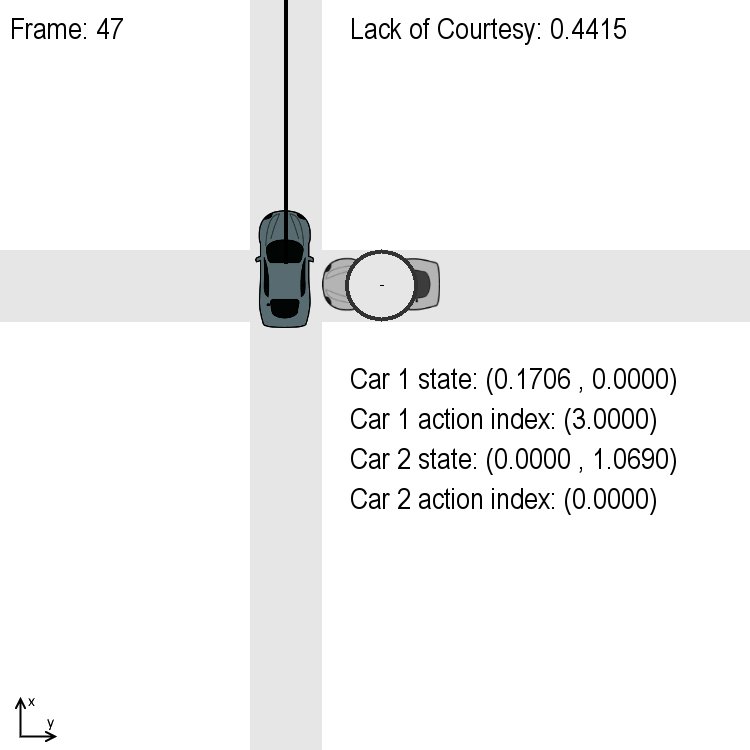 Frame: 47
Lack of Courtesy: 0.4415
Car 1 state: (0.1706 , 0.0000)
Car 1 action index: (3.0000)
Car 2 state: (0.0000 , 1.0690)
Car 2 action index: (0.0000)
x
y